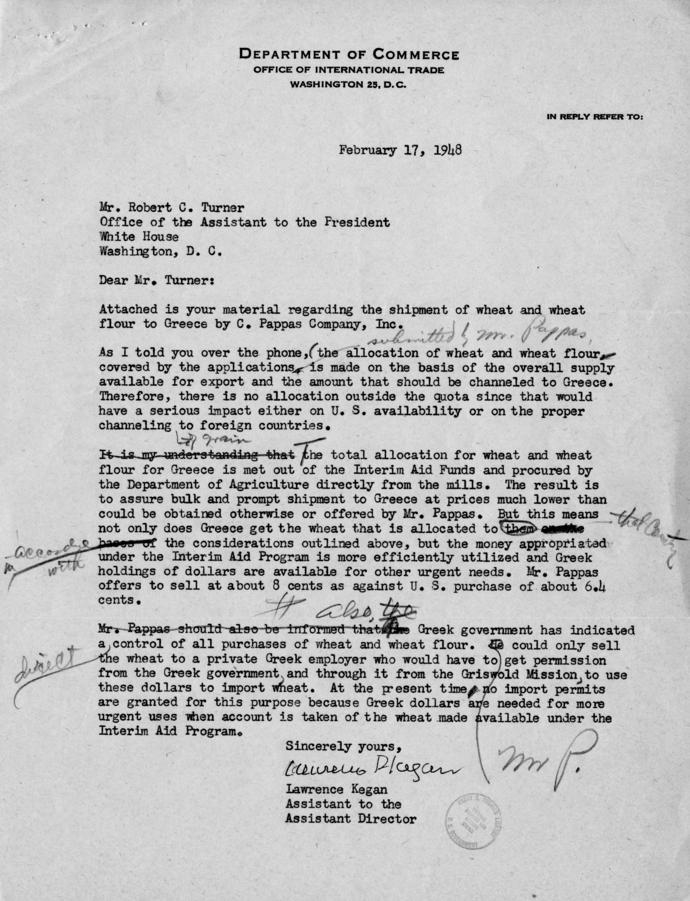 DEPARTMENT OF COMMERCE
OFFICE OF INTERNATIONAL TRADE
WASHINGTON 25, D.C.
IN REPLY REFER TO:
February 17, 1948
Mr. Robert C. Turner
Office of the Assistant to the President
White House
Washington, D. C.
Dear Mr. Turner:
Attached is your material regarding the shipment of wheat and wheat
flour to Greece by C. Pappas Company, Inc.
submitted by Mr. Pappas,
As I told you over the phone, (the allocation of wheat and wheat flour,
covered by the applications, is made on the basis of the overall supply
available for export and the amount that should be channeled to Greece.
Therefore, there is no allocation outside the quota since that would
have a serious impact either on U. S. availability or on the proper
channeling to foreign countries.
of grain
It is my understanding that the total allocation for wheat and wheat
flour for Greece is met out of the Interim Aid Funds and procured by
the Department of Agriculture directly from the mills. The result is
to assure bulk and prompt shipment to Greece at prices much lower than
could be obtained otherwise or offered by Mr. Pappas. But this means
not only does Greece get the wheat that is allocated to them on the
that country
bases of the considerations outlined above, but the money appropriated
in accordance with
under the Interim Aid Program is more efficiently utilized and Greek
holdings of dollars are available for other urgent needs. Mr. Pappas
offers to sell at about 8 cents as against U. S. purchase of about 6.4
cents.
# also, the
Mr. Pappas should also be informed that the Greek government has indicated
a control of all purchases of wheat and wheat flour. He could only sell
direct
the wheat to a private Greek employer who would have to get permission
from the Greek government and through it from the Griswold Mission, to use
these dollars to import wheat. At the present time, no import permits
are granted for this purpose because Greek dollars are needed for more
urgent uses when account is taken of the wheat made available under the
Interim Aid Program.
Mr P.
Sincerely yours,
Lawrence Kegan
Lawrence Kegan
Assistant to the
Assistant Director